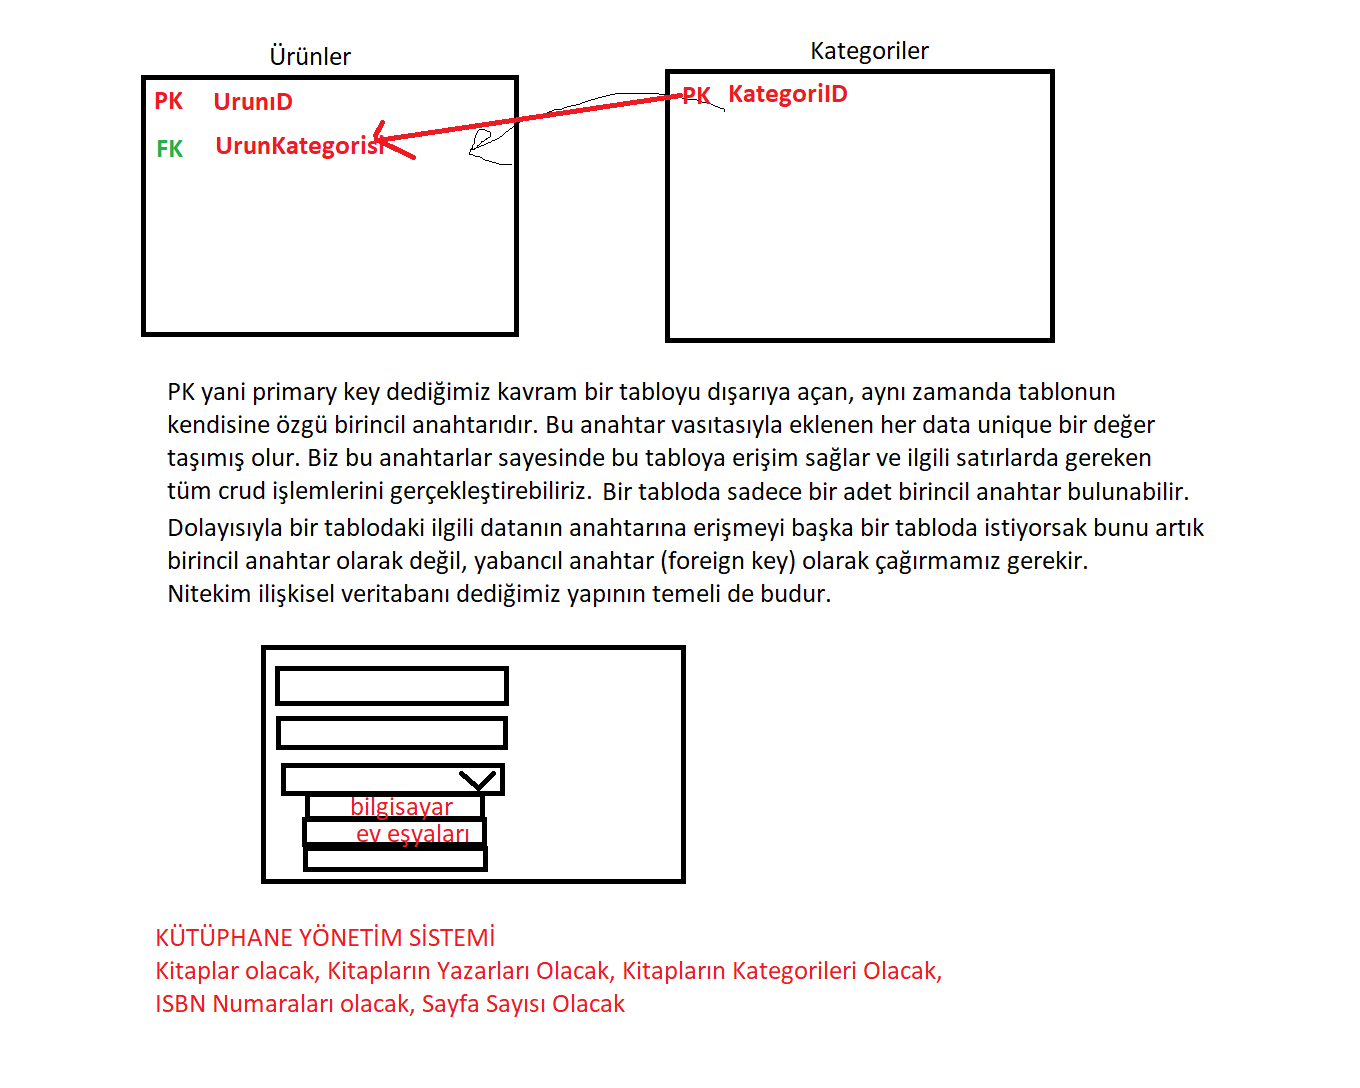 Ürünler
Kategoriler
PK UrunıD
PK KategoriID
FK UrunKategorisi
PK yani primary key dediğimiz kavram bir tabloyu dışarıya açan, aynı zamanda tablonun
kendisine özgü birincil anahtarıdır. Bu anahtar vasıtasıyla eklenen her data unique bir değer
taşımış olur. Biz bu anahtarlar sayesinde bu tabloya erişim sağlar ve ilgili satırlarda gereken
tüm crud işlemlerini gerçekleştirebiliriz. Bir tabloda sadece bir adet birincil anahtar bulunabilir.
Dolayısıyla bir tablodaki ilgili datanın anahtarına erişmeyi başka bir tabloda istiyorsak bunu artık
birincil anahtar olarak değil, yabancıl anahtar (foreign key) olarak çağırmamız gerekir.
Nitekim ilişkisel veritabanı dediğimiz yapının temeli de budur.
bilgisayar
ev eşyaları
KÜTÜPHANE YÖNETİM SİSTEMİ
Kitaplar olacak, Kitapların Yazarları Olacak, Kitapların Kategorileri Olacak,
ISBN Numaraları olacak, Sayfa Sayısı Olacak